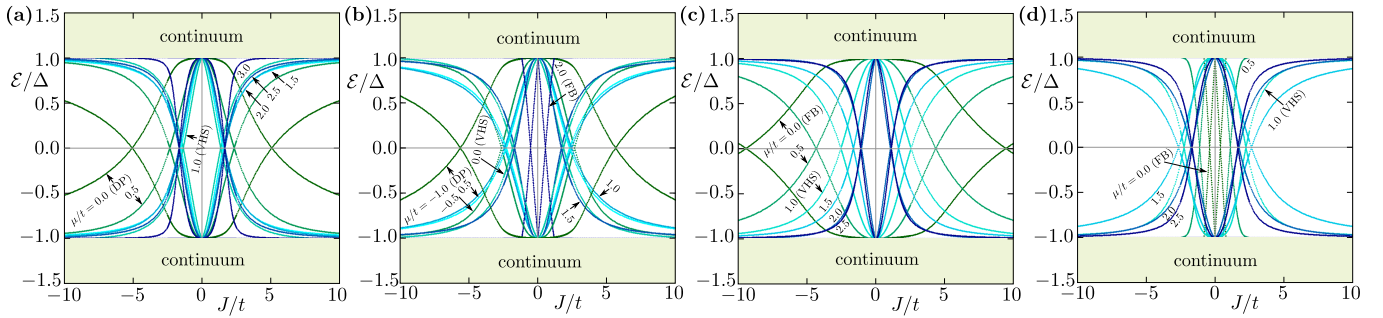 (a)
1.5
1.0
0.5
0.0
−0.5
−1.0
−1.5
ℰ/Δ
continuum
3.0
1.5
2.5
2.0
1.0 (VHS)
μ/t = 0.0 (DP)
0.5
continuum
−10
−5
0
5
10
J/t
(b)
1.5
1.0
0.5
0.0
−0.5
−1.0
−1.5
ℰ/Δ
continuum
2.0 (FB)
0.0 (VHS)
μ/t = −1.0 (DP)
−0.5
0.5
1.0
1.5
continuum
−10
−5
0
5
10
J/t
(c)
1.5
1.0
0.5
0.0
−0.5
−1.0
−1.5
ℰ/Δ
continuum
μ/t = 0.0 (FB)
0.5
1.0 (VHS)
1.5
2.0
2.5
continuum
−10
−5
0
5
10
J/t
(d)
1.5
1.0
0.5
0.0
−0.5
−1.0
−1.5
ℰ/Δ
continuum
0.5
1.0 (VHS)
μ/t = 0.0 (FB)
1.5
2.0
2.5
continuum
−10
−5
0
5
10
J/t